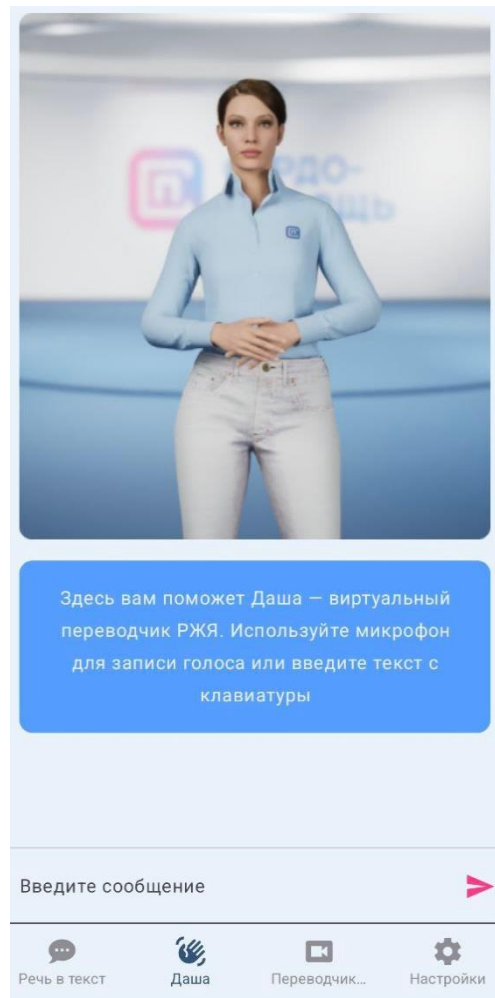 Здесь вам поможет Даша — виртуальный
переводчик РЖЯ. Используйте микрофон
для записи голоса или введите текст с
клавиатуры
Введите сообщение
Речь в текст
Даша
Переводчик...
Настройки